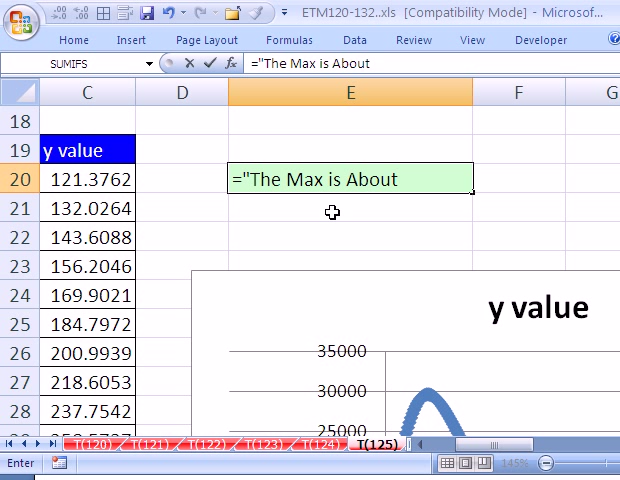 ETM120-132..xls [Compatibility Mode] - Microsof...
Home Insert Page Layout Formulas Data Review View Developer
SUMIFS fx ="The Max is About
C D E F G
18
19 y value
20 121.3762 ="The Max is About
21 132.0264
22 143.6088
23 156.2046
24 169.9021
25 184.7972
26 200.9939
27 218.6053
28 237.7542
y value
35000
30000
25000
T(120) T(121) T(122) T(123) T(124) T(125)
Enter 145%